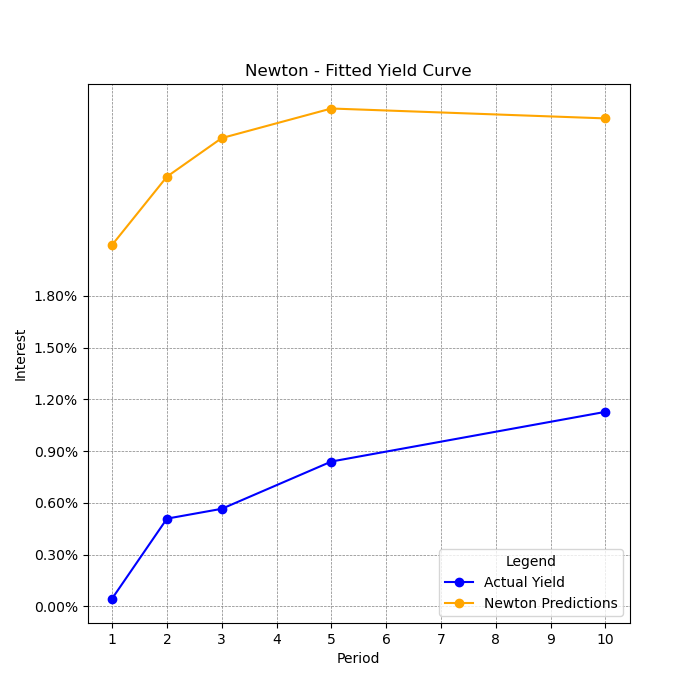 Newton - Fitted Yield Curve
Interest
1.80%
1.50%
1.20%
0.90%
0.60%
0.30%
0.00%
Legend
Actual Yield
Newton Predictions
1 2 3 4 5 6 7 8 9 10
Period